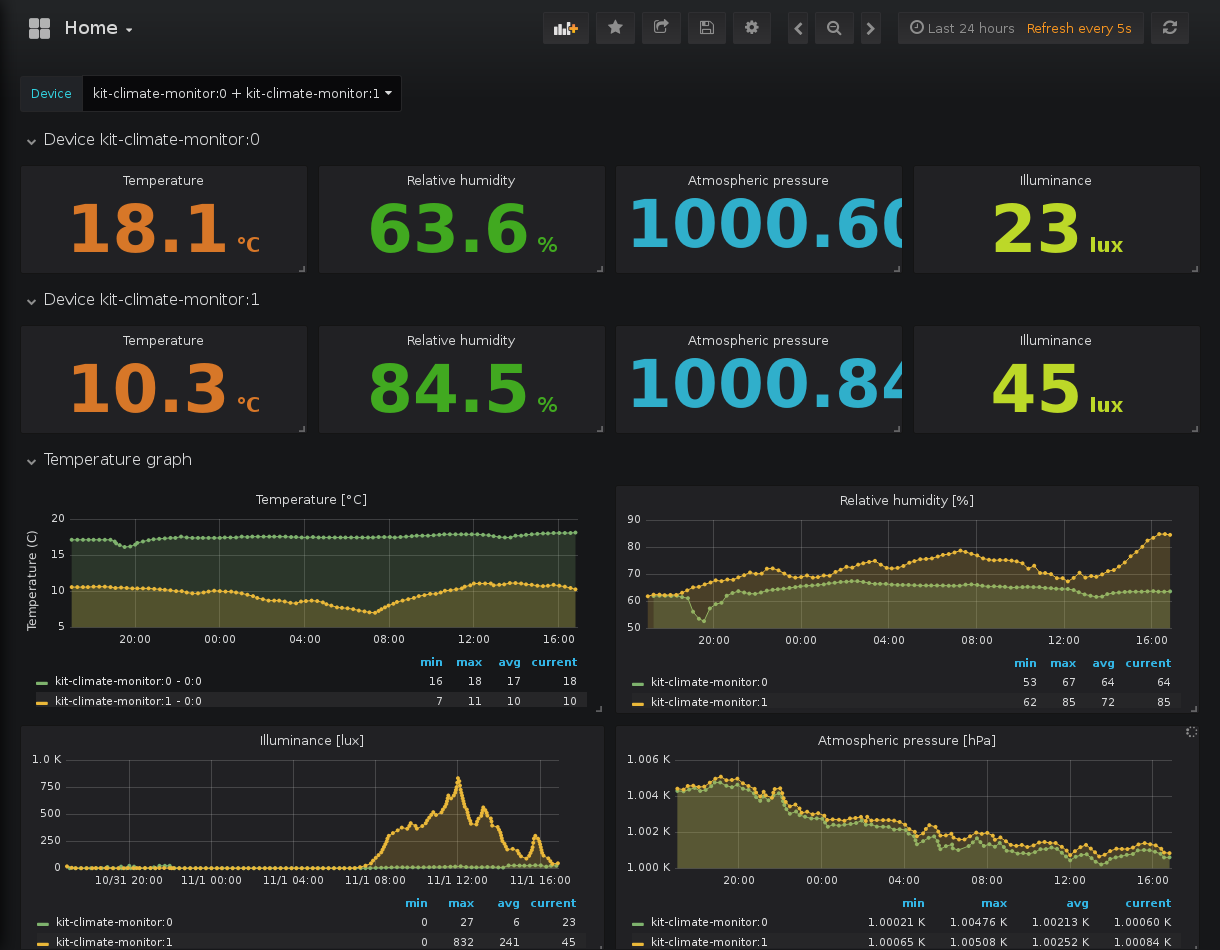 Home
Last 24 hours Refresh every 5s
Device kit-climate-monitor:0 + kit-climate-monitor:1
Device kit-climate-monitor:0
Temperature Relative humidity Atmospheric pressure Illuminance
18.1 °C 63.6 % 1000.60 23 lux
Device kit-climate-monitor:1
Temperature Relative humidity Atmospheric pressure Illuminance
10.3 °C 84.5 % 1000.84 45 lux
Temperature graph
Temperature [°C]
Temperature (C)
20
15
10
5
20:00 00:00 04:00 08:00 12:00 16:00
min max avg current
kit-climate-monitor:0 - 0:0 16 18 17 18
kit-climate-monitor:1 - 0:0 7 11 10 10
Relative humidity [%]
90
80
70
60
50
20:00 00:00 04:00 08:00 12:00 16:00
min max avg current
kit-climate-monitor:0 53 67 64 64
kit-climate-monitor:1 62 85 72 85
Illuminance [lux]
1.0 K
750
500
250
0
10/31 20:00 11/1 00:00 11/1 04:00 11/1 08:00 11/1 12:00 11/1 16:00
min max avg current
kit-climate-monitor:0 0 27 6 23
kit-climate-monitor:1 0 832 241 45
Atmospheric pressure [hPa]
1.006 K
1.004 K
1.002 K
1.000 K
20:00 00:00 04:00 08:00 12:00 16:00
min max avg current
kit-climate-monitor:0 1.00021 K 1.00476 K 1.00213 K 1.00060 K
kit-climate-monitor:1 1.00065 K 1.00508 K 1.00252 K 1.00084 K